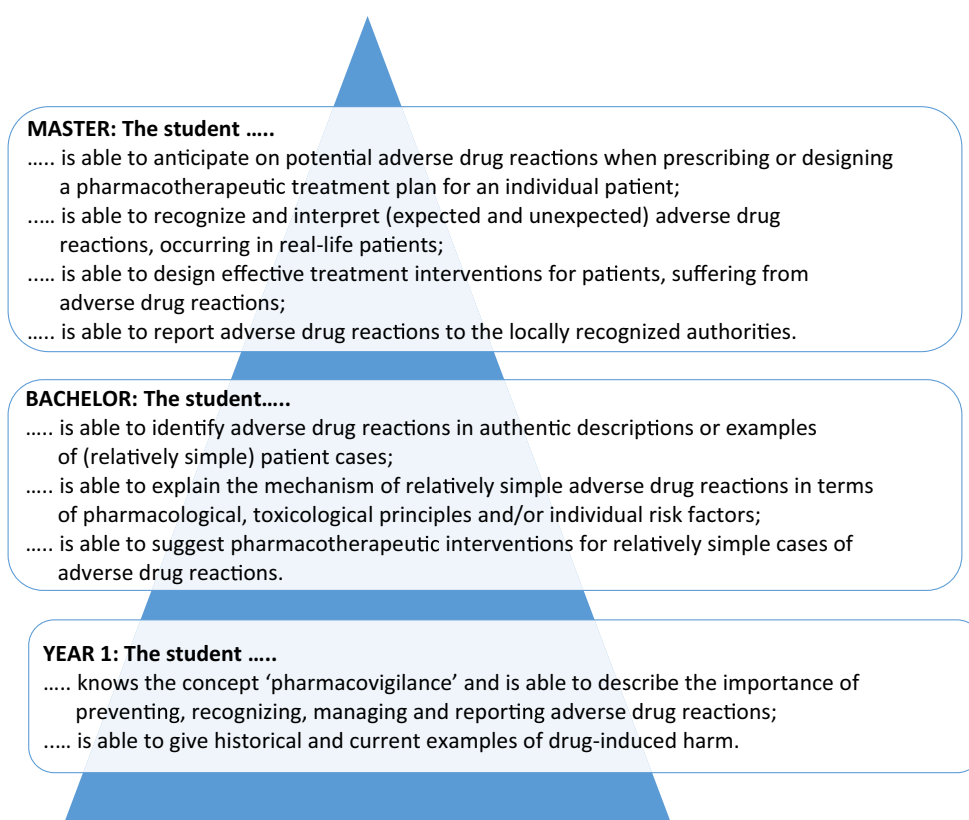 MASTER: The student …..
….. is able to anticipate on potential adverse drug reactions when prescribing or designing
a pharmacotherapeutic treatment plan for an individual patient;
….. is able to recognize and interpret (expected and unexpected) adverse drug
reactions, occurring in real-life patients;
….. is able to design effective treatment interventions for patients, suffering from
adverse drug reactions;
….. is able to report adverse drug reactions to the locally recognized authorities.
BACHELOR: The student…..
….. is able to identify adverse drug reactions in authentic descriptions or examples
of (relatively simple) patient cases;
….. is able to explain the mechanism of relatively simple adverse drug reactions in terms
of pharmacological, toxicological principles and/or individual risk factors;
….. is able to suggest pharmacotherapeutic interventions for relatively simple cases of
adverse drug reactions.
YEAR 1: The student …..
….. knows the concept ‘pharmacovigilance’ and is able to describe the importance of
preventing, recognizing, managing and reporting adverse drug reactions;
….. is able to give historical and current examples of drug-induced harm.